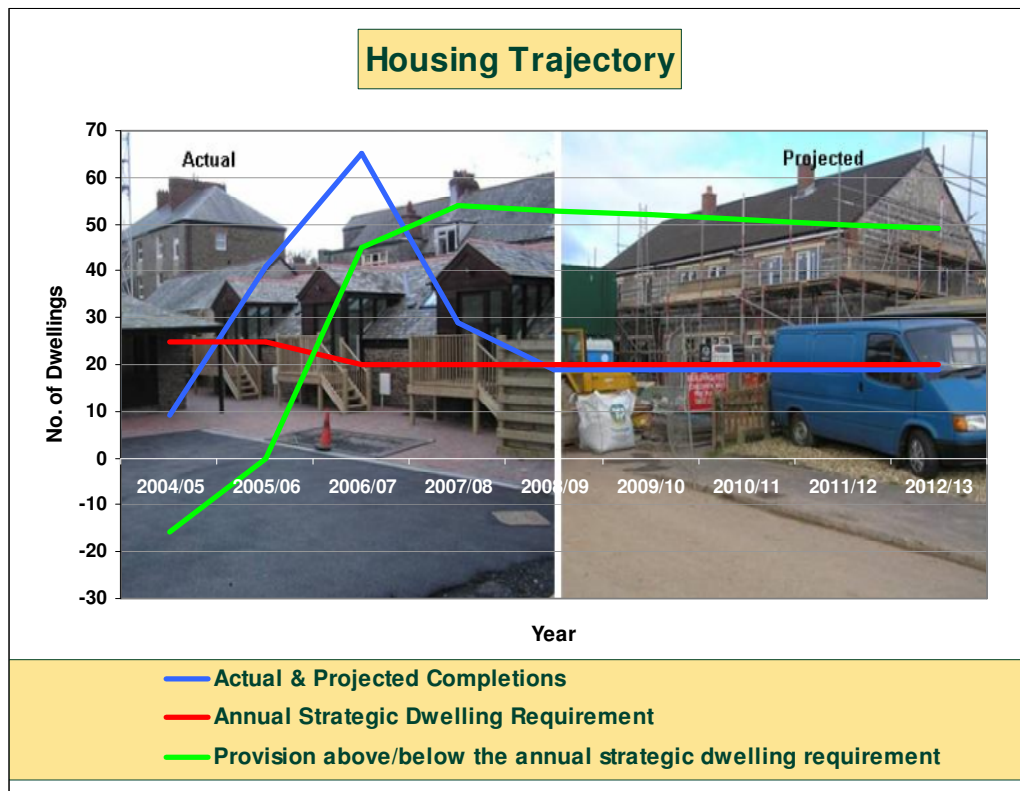 Housing Trajectory
70
60
50
40
30
20
10
0
-10
-20
-30
No. of Dwellings
Actual
Projected
2004/05 2005/06 2006/07 2007/08 2008/09 2009/10 2010/11 2011/12 2012/13
Year
Actual & Projected Completions
Annual Strategic Dwelling Requirement
Provision above/below the annual strategic dwelling requirement